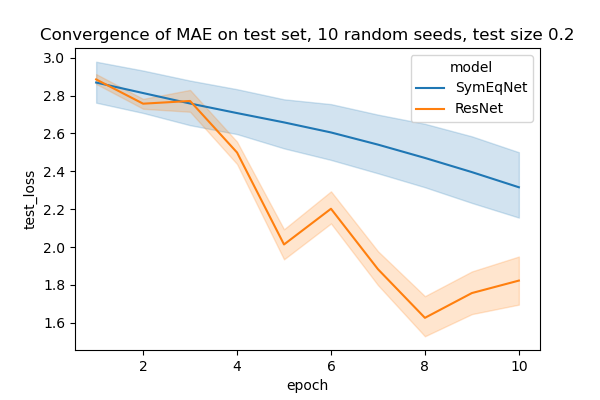 Convergence of MAE on test set, 10 random seeds, test size 0.2
3.0
2.8
2.6
2.4
2.2
2.0
1.8
1.6
test_loss
model
SymEqNet
ResNet
2
4
6
8
10
epoch